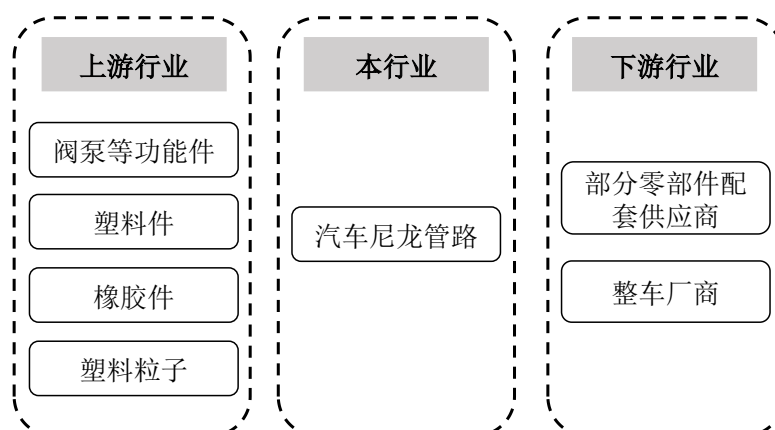 上游行业
阀泵等功能件
塑料件
橡胶件
塑料粒子
本行业
汽车尼龙管路
下游行业
部分零部件配
套供应商
整车厂商